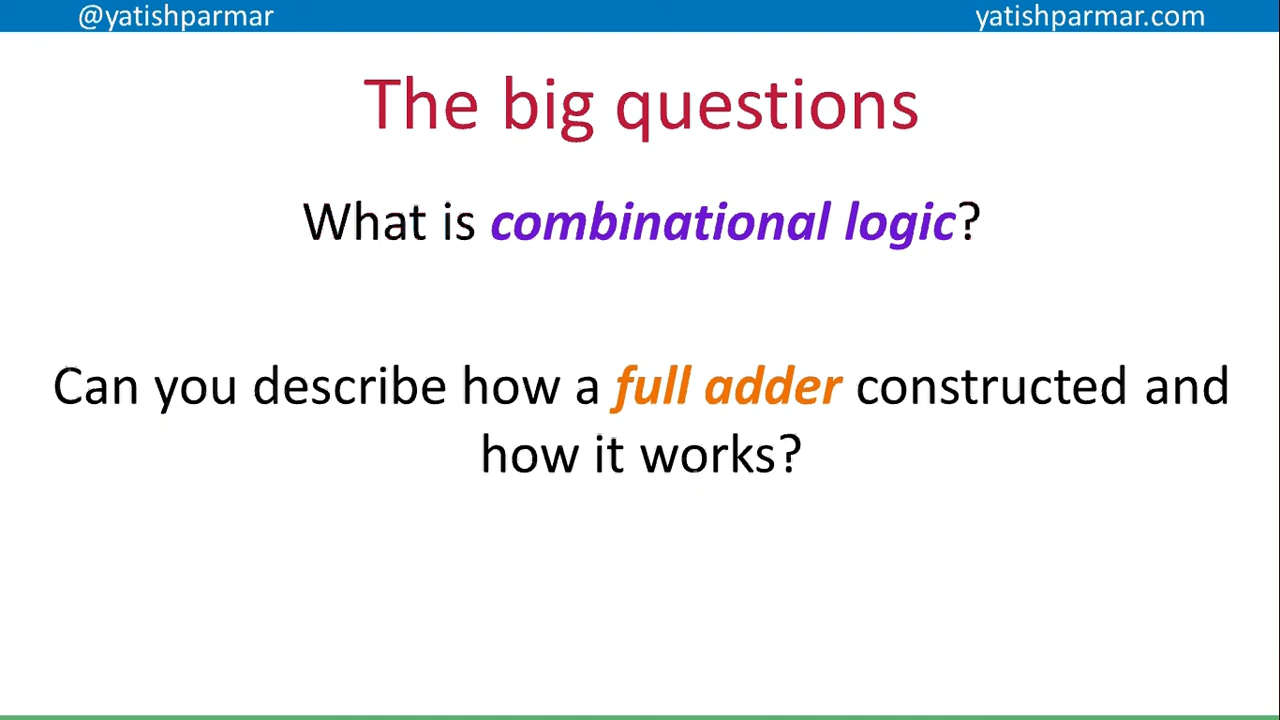 @yatishparmar
yatishparmar.com
The big questions
What is combinational logic?
Can you describe how a full adder constructed and
how it works?